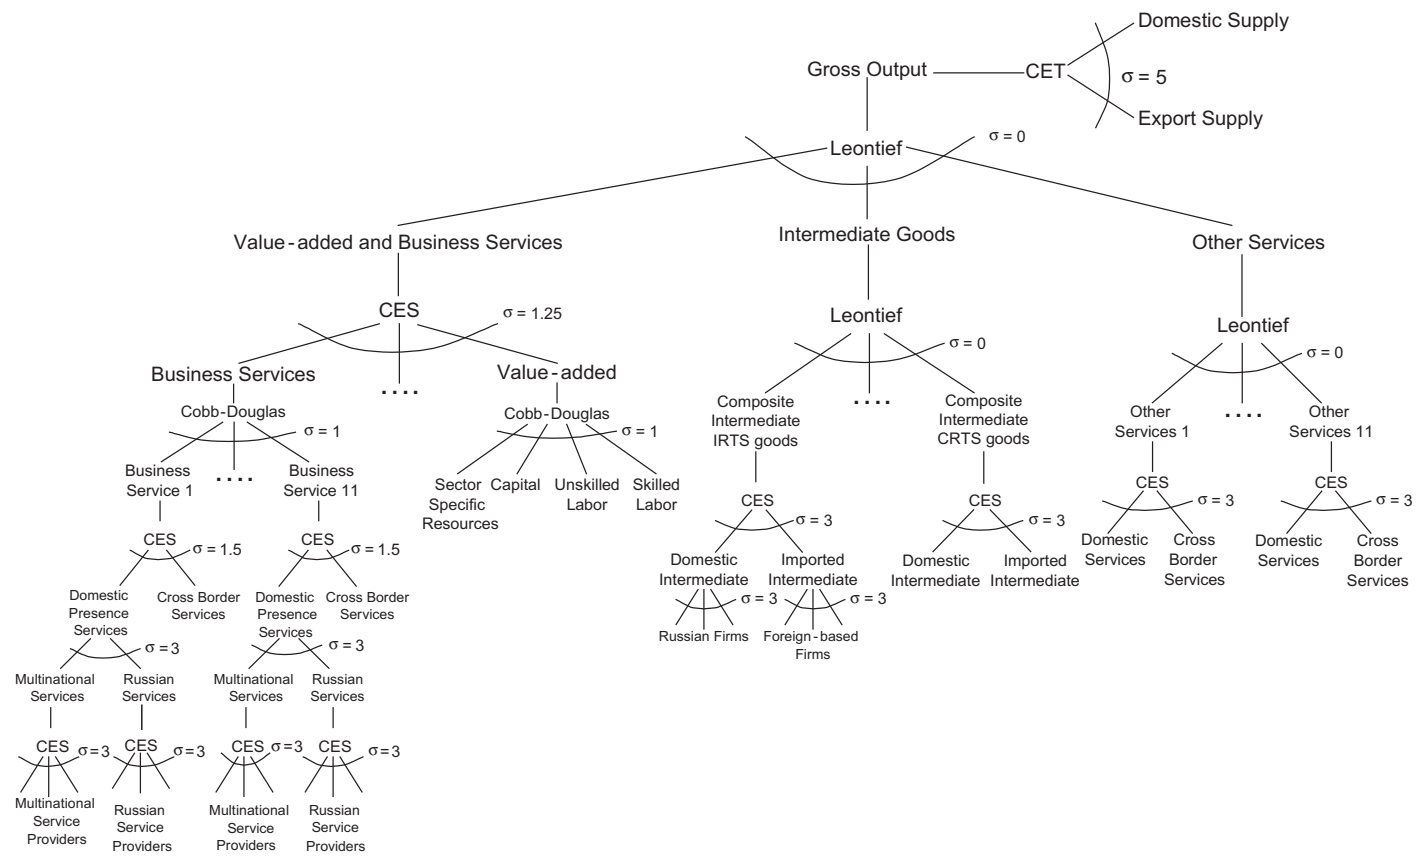 Domestic Supply
Gross Output
CET
σ = 5
Export Supply
Leontief
σ = 0
Value-added and Business Services
Intermediate Goods
Other Services
CES
σ = 1.25
Leontief
σ = 0
Leontief
σ = 0
Business Services
....
Value-added
Cobb-Douglas
σ = 1
Cobb-Douglas
σ = 1
Composite
Intermediate
IRTS goods
....
Composite
Intermediate
CRTS goods
Other
Services 1
....
Other
Services 11
Business
Service 1
....
Business
Service 11
Sector
Specific
Resources
Capital
Unskilled
Labor
Skilled
Labor
CES
σ = 1.5
CES
σ = 1.5
CES
σ = 3
CES
σ = 3
CES
σ = 3
CES
σ = 3
Domestic
Intermediate
Imported
Intermediate
Domestic
Intermediate
Imported
Intermediate
Domestic
Services
Cross
Border
Services
Domestic
Services
Cross
Border
Services
σ = 3
σ = 3
Russian Firms
Foreign-based
Firms
Domestic
Presence
Services
Cross Border
Services
Domestic
Presence
Services
Cross Border
Services
σ = 3
σ = 3
Multinational
Services
Russian
Services
Multinational
Services
Russian
Services
CES
σ=3
CES
σ=3
CES
σ=3
CES
σ=3
Multinational
Service
Providers
Russian
Service
Providers
Multinational
Service
Providers
Russian
Service
Providers